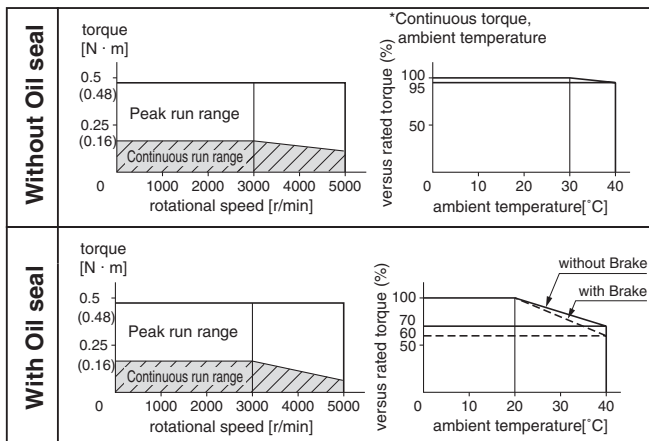 Without Oil seal
torque
[N · m]
0.5
(0.48)
0.25
(0.16)
Peak run range
Continuous run range
0 1000 2000 3000 4000 5000
rotational speed [r/min]
*Continuous torque,
ambient temperature
versus rated torque (%)
100
95
50
0 10 20 30 40
ambient temperature[˚C]
With Oil seal
torque
[N · m]
0.5
(0.48)
0.25
(0.16)
Peak run range
Continuous run range
0 1000 2000 3000 4000 5000
rotational speed [r/min]
versus rated torque (%)
without Brake
with Brake
100
70
60
50
0 10 20 30 40
ambient temperature[˚C]